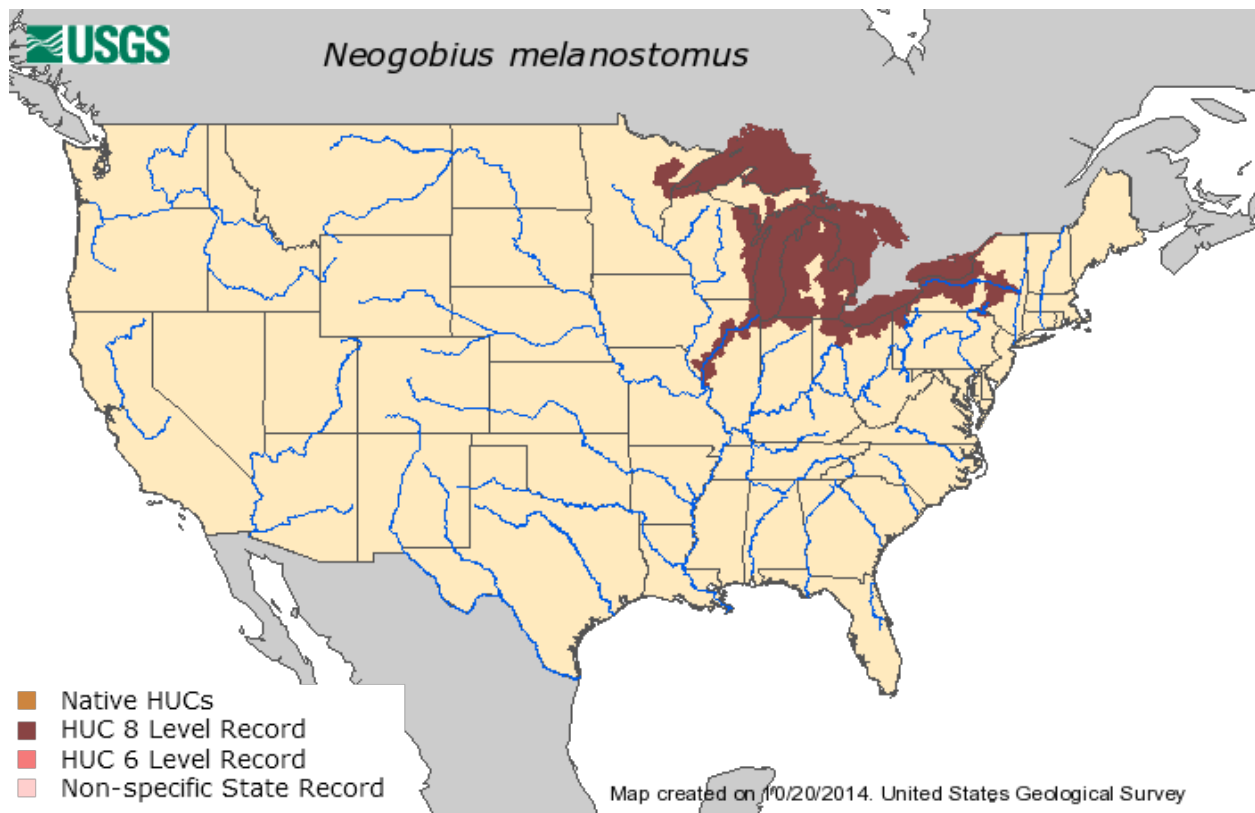 USGS
Neogobius melanostomus
Native HUCs
HUC 8 Level Record
HUC 6 Level Record
Non-specific State Record
Map created on 10/20/2014. United States Geological Survey